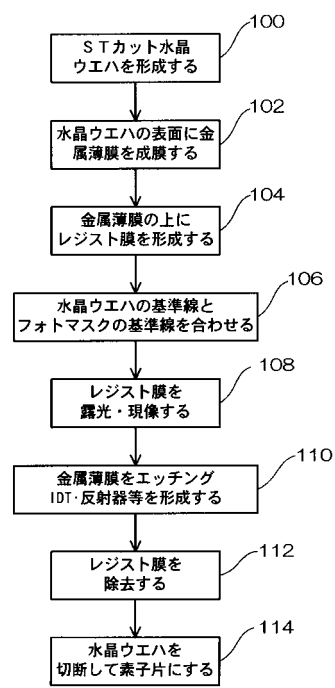 100
ＳＴカット水晶
ウエハを形成する
102
水晶ウエハの表面に金
属薄膜を成膜する
104
金属薄膜の上に
レジスト膜を形成する
106
水晶ウエハの基準線と
フォトマスクの基準線を合わせる
108
レジスト膜を
露光・現像する
110
金属薄膜をエッチング
IDT・反射器等を形成する
112
レジスト膜を
除去する
114
水晶ウエハを
切断して素子片にする